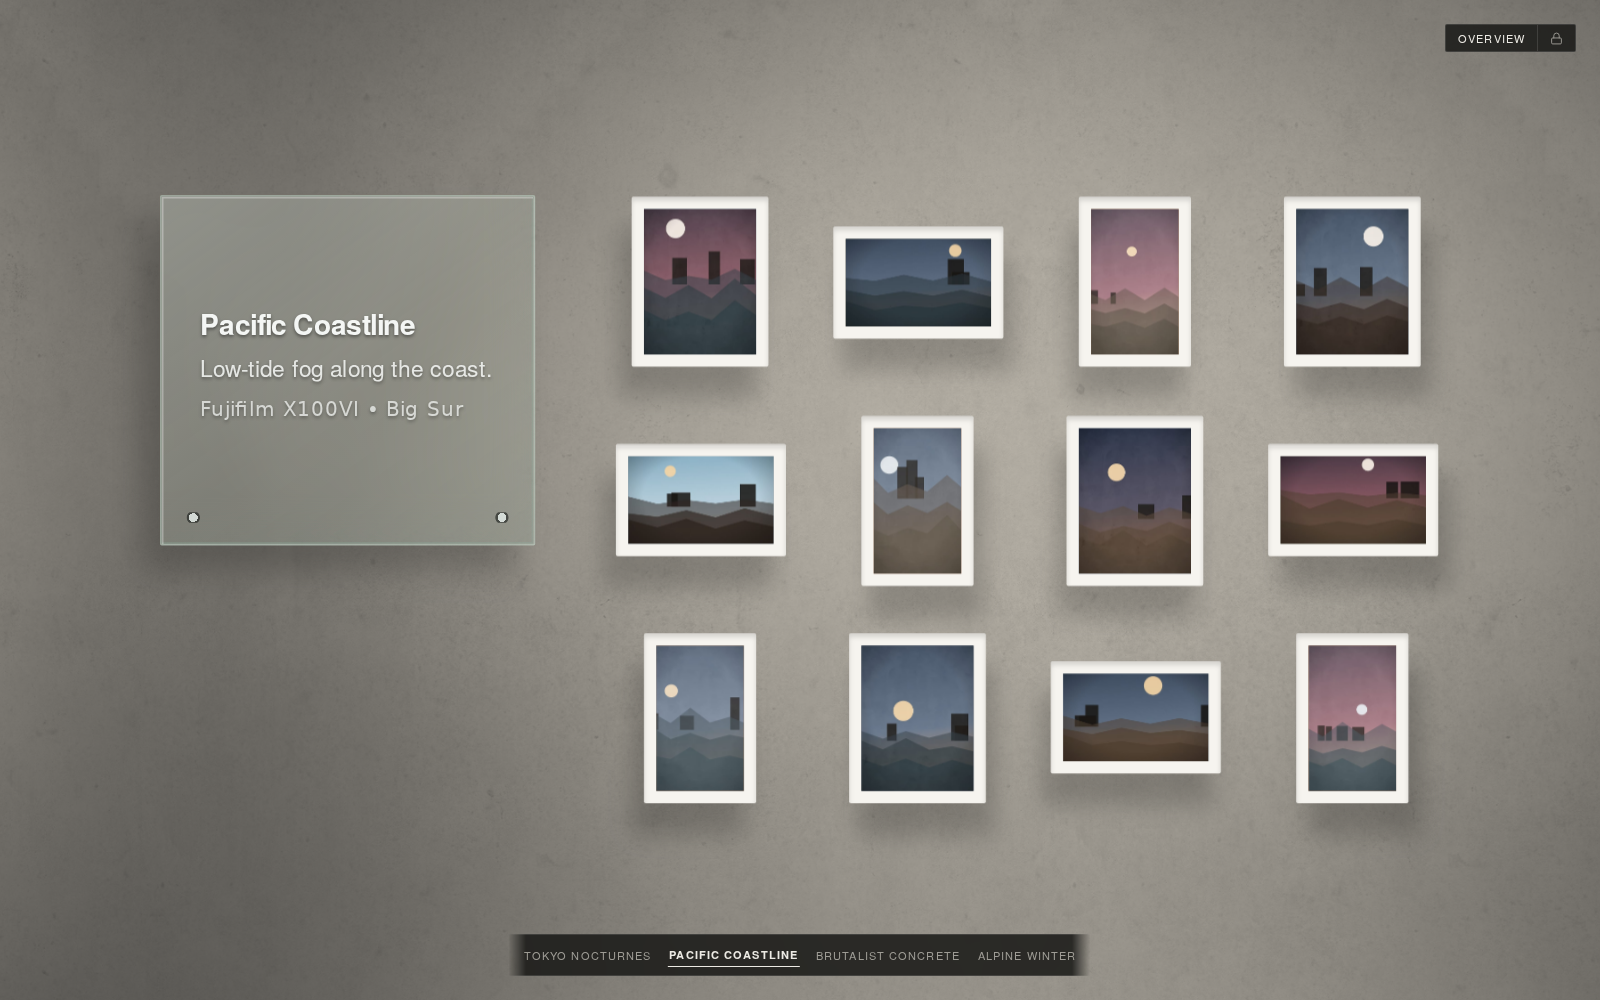 OVERVIEW
Pacific Coastline
Low-tide fog along the coast.
Fujifilm X100VI • Big Sur
TOKYO NOCTURNES PACIFIC COASTLINE BRUTALIST CONCRETE ALPINE WINTER